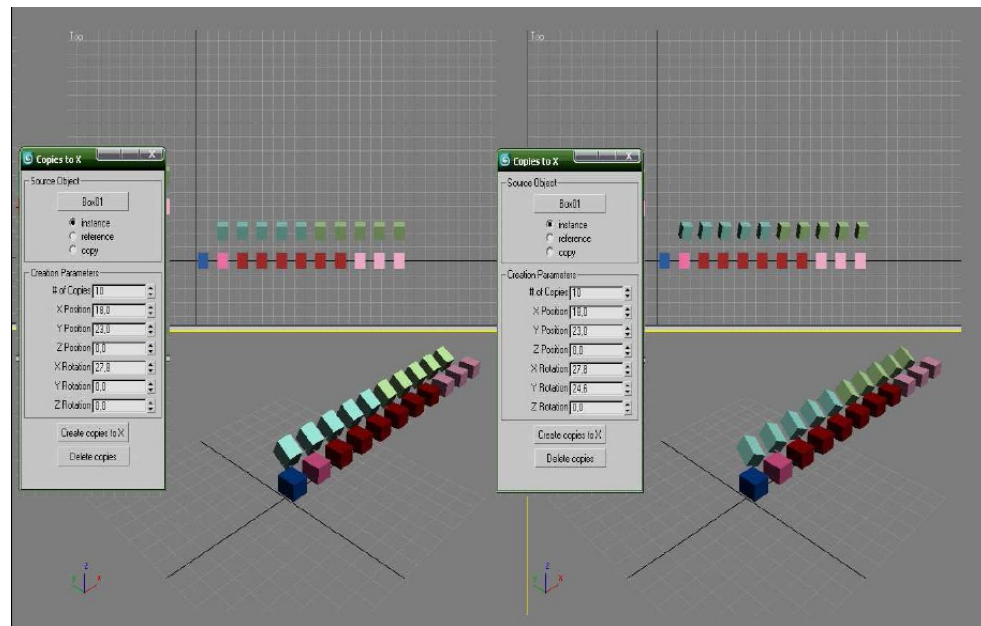 Top
Copies to X
Source Object
Box01
instance
reference
copy
Creation Parameters
# of Copies 10
X Position 18,0
Y Position 23,0
Z Position 0,0
X Rotation 27,8
Y Rotation 0,0
Z Rotation 0,0
Create copies to X
Delete copies
z
y x
Top
Copies to X
Source Object
Box01
instance
reference
copy
Creation Parameters
# of Copies 10
X Position 18,0
Y Position 23,0
Z Position 0,0
X Rotation 27,8
Y Rotation 24,6
Z Rotation 0,0
Create copies to X
Delete copies
z
y x